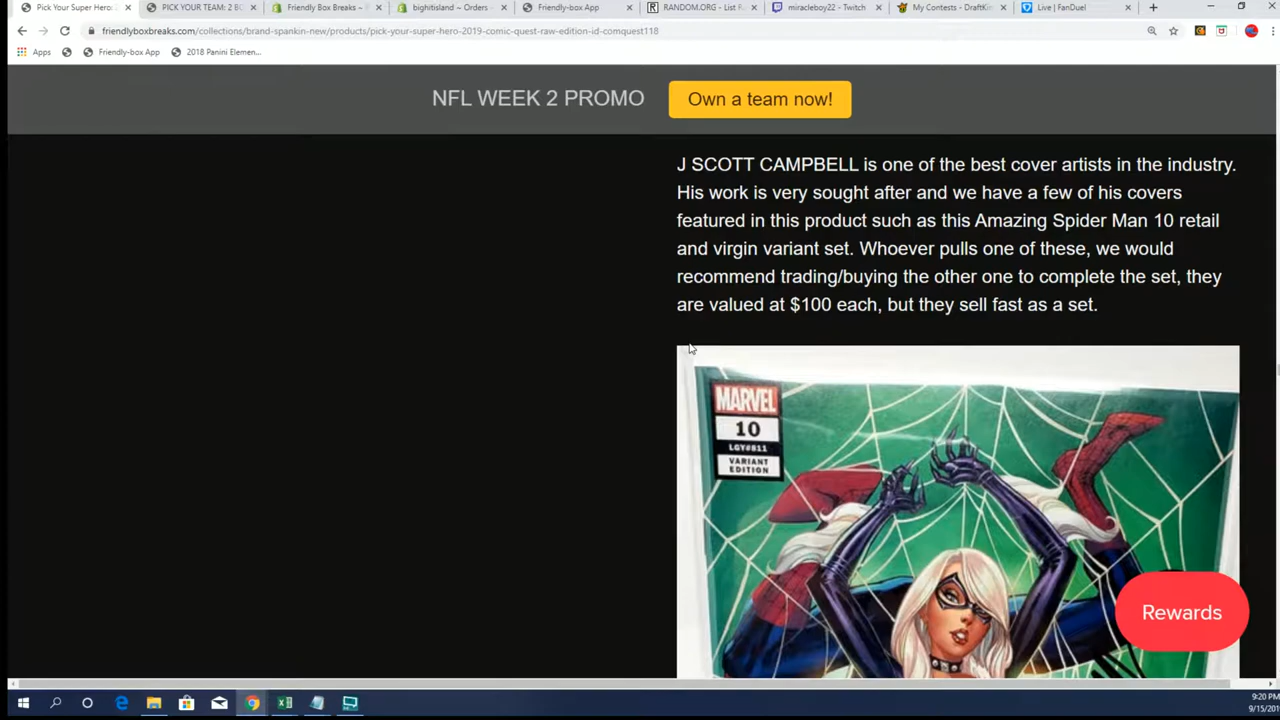 Pick Your Super Hero:
PICK YOUR TEAM: 2 B
Friendly Box Breaks ~
bighitisland ~ Orders ~
Friendly-box App
RANDOM.ORG - List
miracleboy22 - Twitch
My Contests - DraftKi
Live | FanDuel
friendlyboxbreaks.com/collections/brand-spankin-new/products/pick-your-super-hero-2019-comic-quest-raw-edition-id-comquest118
Apps
Friendly-box App
2018 Panini Elemen...
NFL WEEK 2 PROMO
Own a team now!
J SCOTT CAMPBELL is one of the best cover artists in the industry.
His work is very sought after and we have a few of his covers
featured in this product such as this Amazing Spider Man 10 retail
and virgin variant set. Whoever pulls one of these, we would
recommend trading/buying the other one to complete the set, they
are valued at $100 each, but they sell fast as a set.
MARVEL
10
LGY#811
VARIANT
EDITION
Rewards
9:20 PM
9/15/20